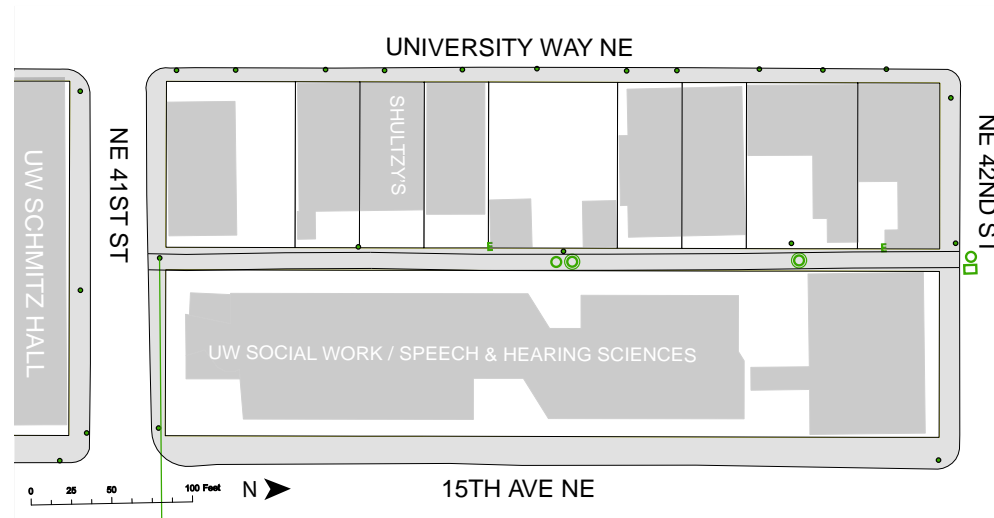 UNIVERSITY WAY NE
UW SCHMITZ HALL
NE 41ST ST
SHULTZY'S
NE 42ND ST
E
E
UW SOCIAL WORK / SPEECH & HEARING SCIENCES
0 25 50 100 Feet
N
15TH AVE NE